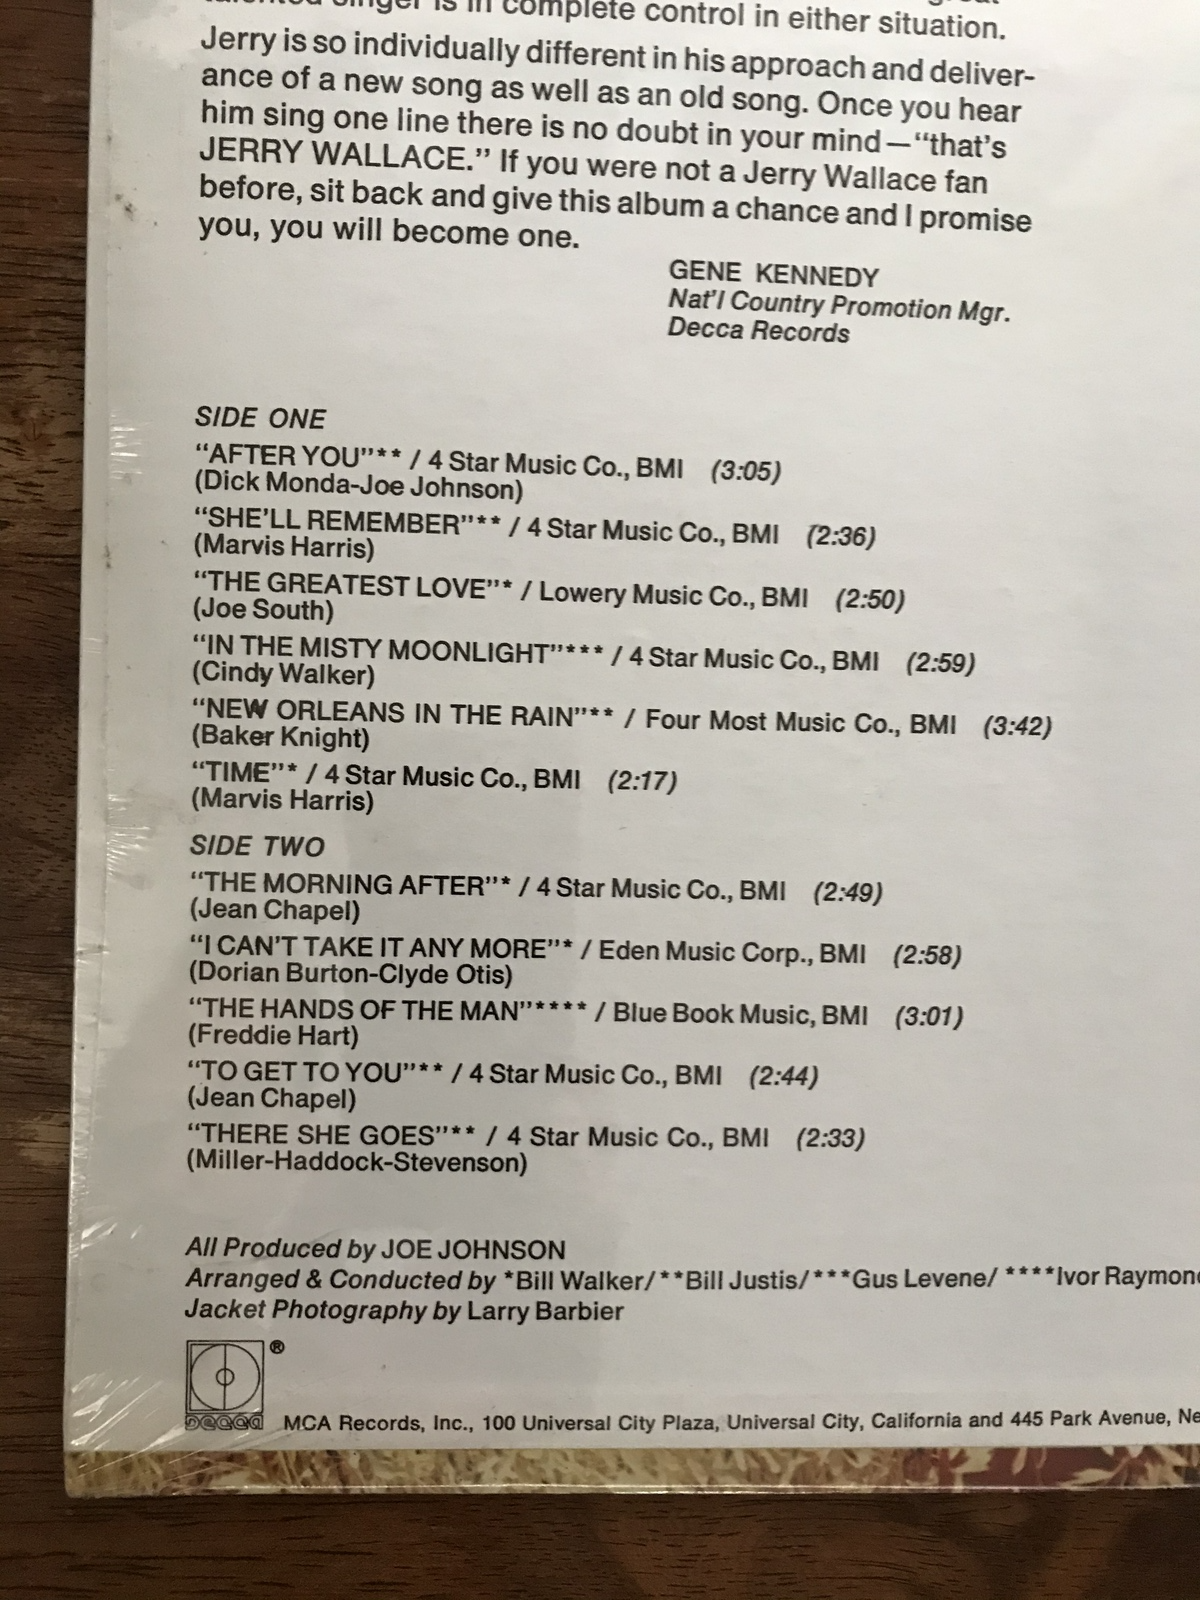 talented singer is in complete control in either situation.
Jerry is so individually different in his approach and deliver-
ance of a new song as well as an old song. Once you hear
him sing one line there is no doubt in your mind—“that’s
JERRY WALLACE.” If you were not a Jerry Wallace fan
before, sit back and give this album a chance and I promise
you, you will become one.
GENE KENNEDY
Nat’l Country Promotion Mgr.
Decca Records
SIDE ONE
“AFTER YOU”** / 4 Star Music Co., BMI (3:05)
(Dick Monda-Joe Johnson)
“SHE’LL REMEMBER”** / 4 Star Music Co., BMI (2:36)
(Marvis Harris)
“THE GREATEST LOVE”* / Lowery Music Co., BMI (2:50)
(Joe South)
“IN THE MISTY MOONLIGHT”*** / 4 Star Music Co., BMI (2:59)
(Cindy Walker)
“NEW ORLEANS IN THE RAIN”** / Four Most Music Co., BMI (3:42)
(Baker Knight)
“TIME”* / 4 Star Music Co., BMI (2:17)
(Marvis Harris)
SIDE TWO
“THE MORNING AFTER”* / 4 Star Music Co., BMI (2:49)
(Jean Chapel)
“I CAN’T TAKE IT ANY MORE”* / Eden Music Corp., BMI (2:58)
(Dorian Burton-Clyde Otis)
“THE HANDS OF THE MAN”**** / Blue Book Music, BMI (3:01)
(Freddie Hart)
“TO GET TO YOU”** / 4 Star Music Co., BMI (2:44)
(Jean Chapel)
“THERE SHE GOES”** / 4 Star Music Co., BMI (2:33)
(Miller-Haddock-Stevenson)
All Produced by JOE JOHNSON
Arranged & Conducted by *Bill Walker/**Bill Justis/***Gus Levene/ ****Ivor Raymon
Jacket Photography by Larry Barbier
®
DECCA
MCA Records, Inc., 100 Universal City Plaza, Universal City, California and 445 Park Avenue, Ne